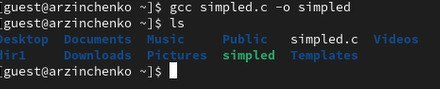 [guest@arzinchenko ~]$ gcc simpled.c -o simpled
[guest@arzinchenko ~]$ ls
Desktop Documents Music Public simpled.c Videos
dir1 Downloads Pictures simpled Templates
[guest@arzinchenko ~]$